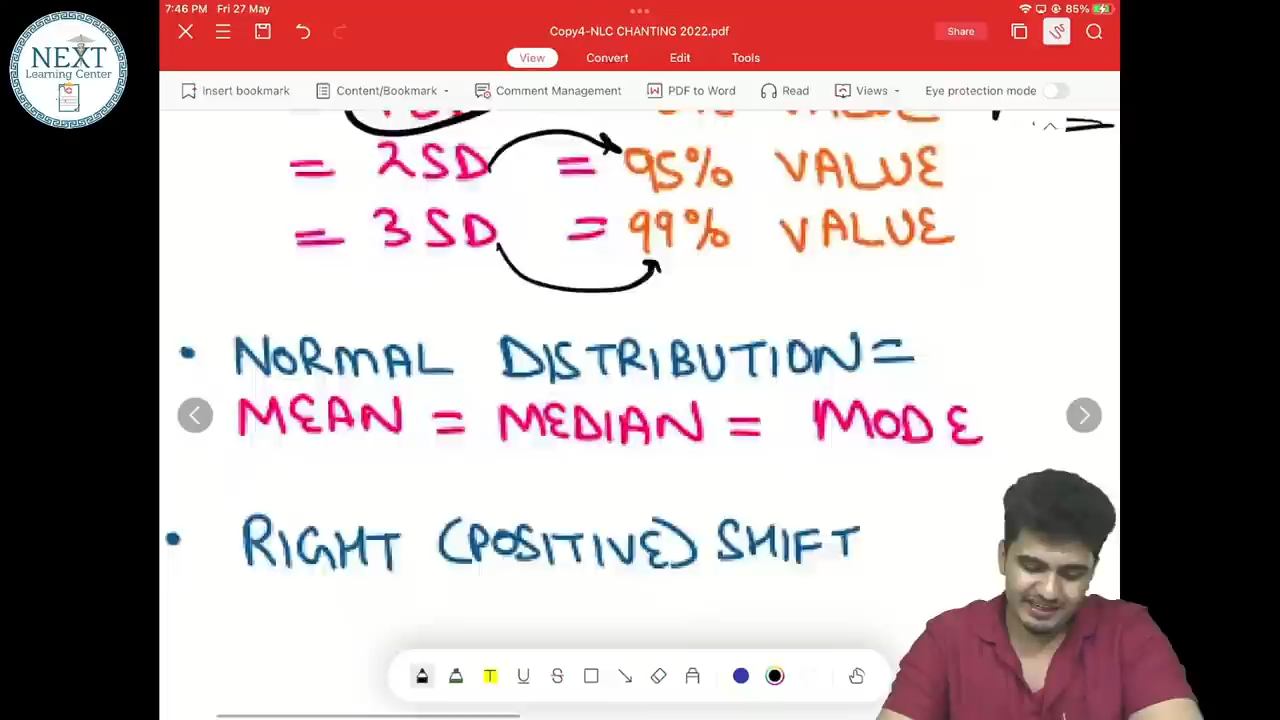 7:46 PM Fri 27 May
85%
NEXT
Learning Center
Copy4-NLC CHANTING 2022.pdf
Share
View Convert Edit Tools
Insert bookmark Content/Bookmark Comment Management PDF to Word Read Views Eye protection mode
VALUE
= 2SD = 95% VALUE
= 3SD = 99% VALUE
• NORMAL DISTRIBUTION =
MEAN = MEDIAN = MODE
• RIGHT (POSITIVE) SHIFT